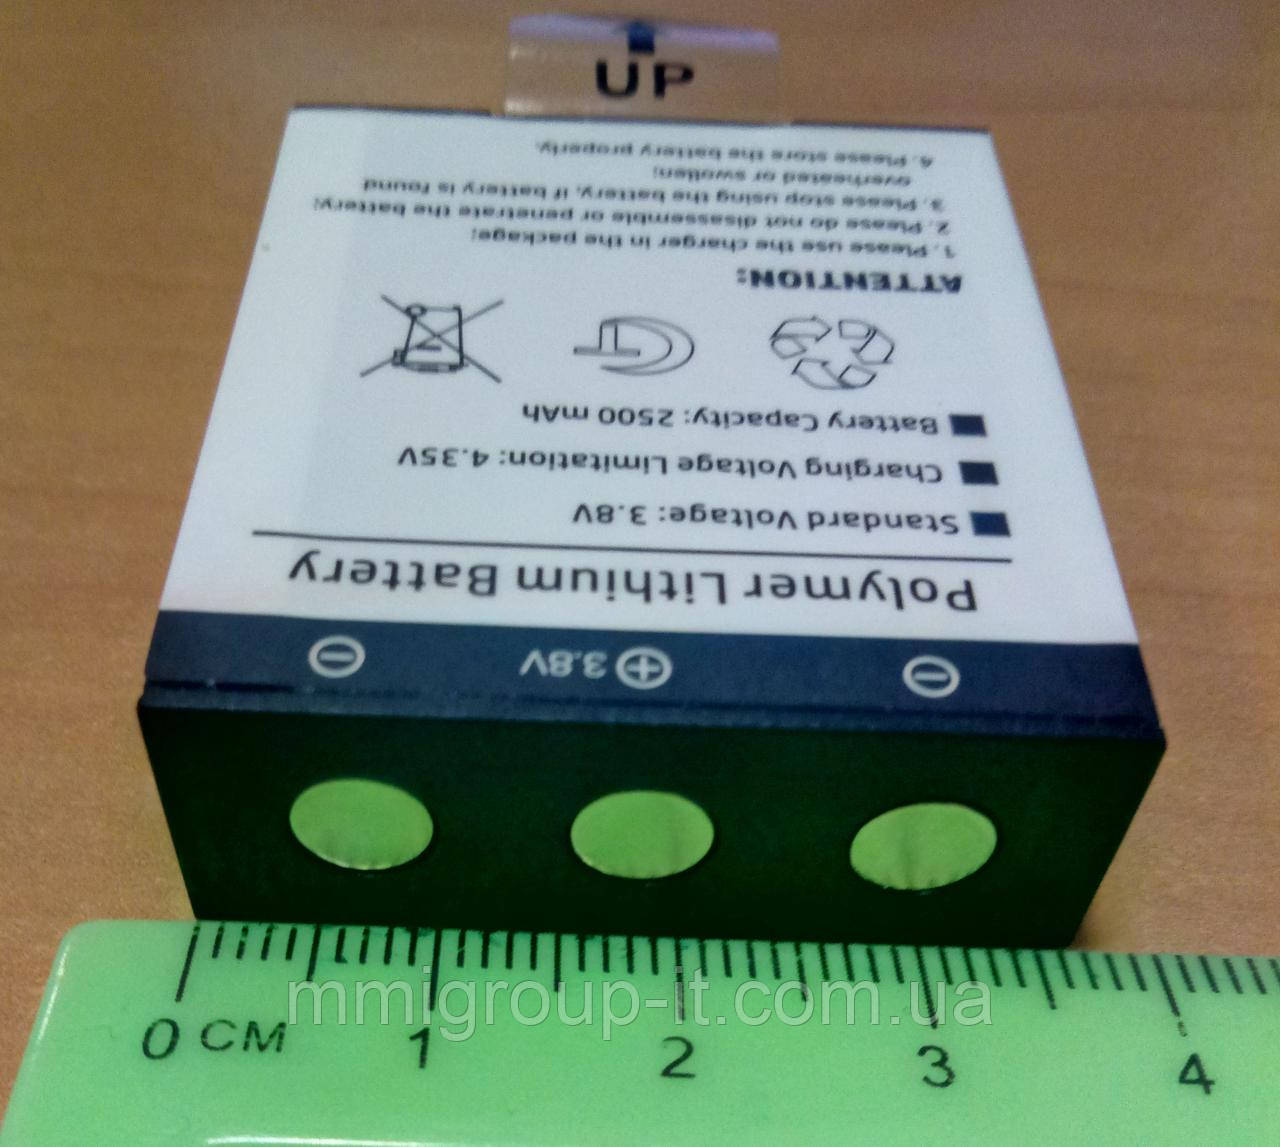 UP
Polymer Lithium Battery
Standard Voltage: 3.8V
Charging Voltage Limitation: 4.35V
Battery Capacity: 2500 mAh
ATTENTION:
1. Please use the charger in the package;
2. Please do not disassemble or penetrate the battery;
3. Please stop using the battery, if battery is found
overheated or swollen;
4. Please store the battery properly.
⊖ ⊕ 3.8V ⊖
mmigroup-it.com.ua
0 CM 1 2 3 4